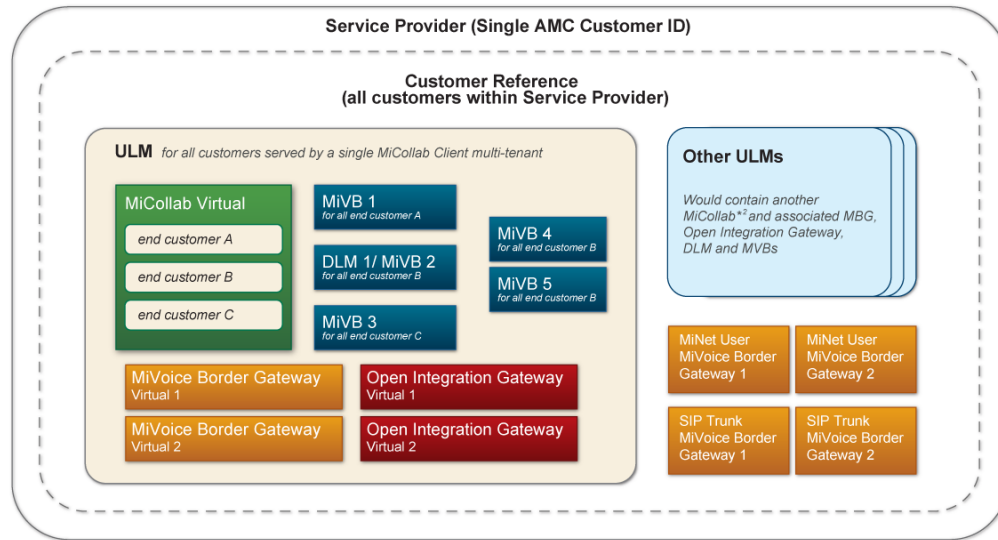 Service Provider (Single AMC Customer ID)
Customer Reference
(all customers within Service Provider)
ULM for all customers served by a single MiCollab Client multi-tenant
MiCollab Virtual
end customer A
end customer B
end customer C
MiVB 1
for all end customer A
DLM 1/ MiVB 2
for all end customer B
MiVB 3
for all end customer C
MiVB 4
for all end customer B
MiVB 5
for all end customer B
MiVoice Border Gateway
Virtual 1
Open Integration Gateway
Virtual 1
MiVoice Border Gateway
Virtual 2
Open Integration Gateway
Virtual 2
Other ULMs
Would contain another
MiCollab*² and associated MBG,
Open Integration Gateway,
DLM and MVBs
MiNet User
MiVoice Border
Gateway 1
MiNet User
MiVoice Border
Gateway 2
SIP Trunk
MiVoice Border
Gateway 1
SIP Trunk
MiVoice Border
Gateway 2